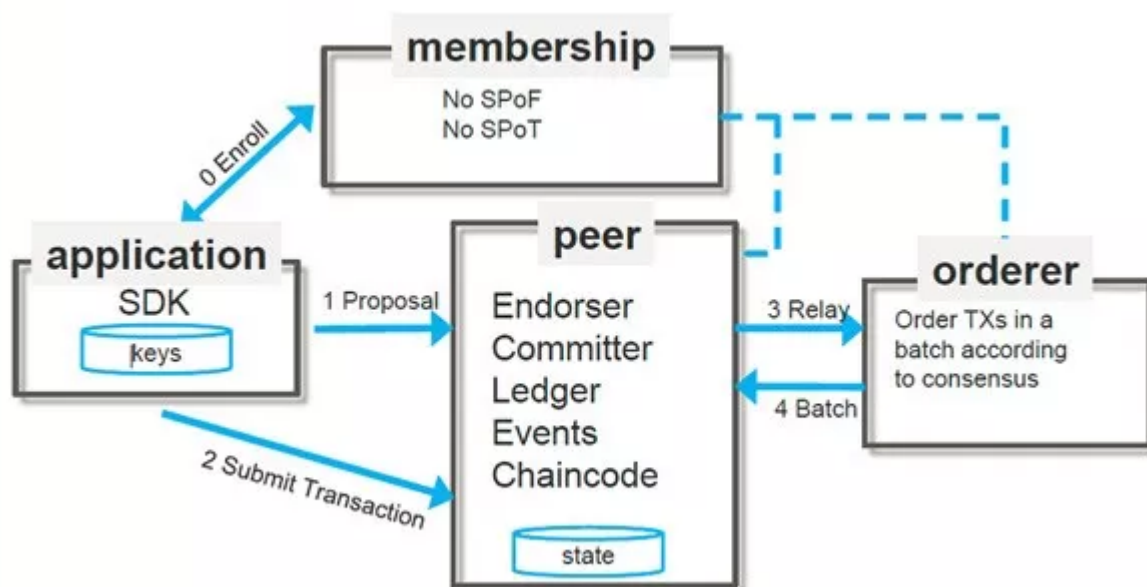 membership
No SPoF
No SPoT
0 Enroll
application
SDK
keys
1 Proposal
2 Submit Transaction
peer
Endorser
Committer
Ledger
Events
Chaincode
state
3 Relay
4 Batch
orderer
Order TXs in a
batch according
to consensus